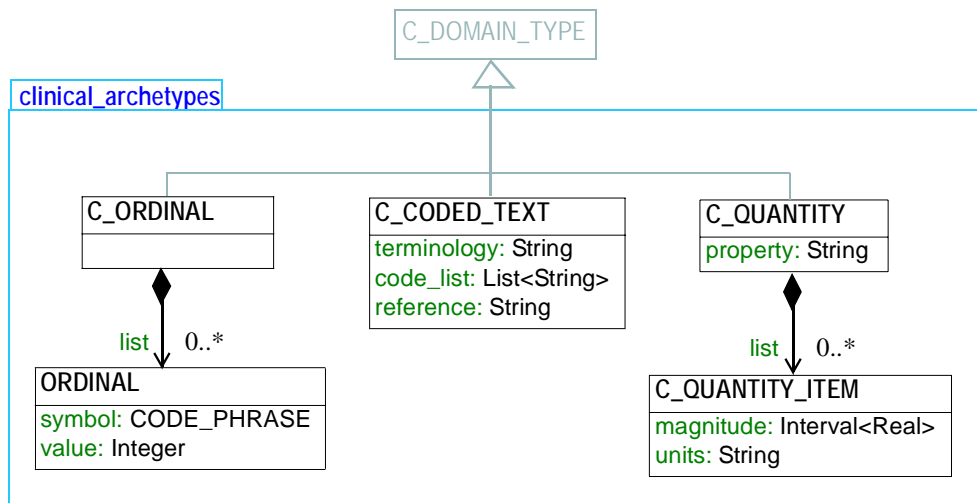 C_DOMAIN_TYPE
clinical_archetypes
C_ORDINAL
C_CODED_TEXT
terminology: String
code_list: List<String>
reference: String
C_QUANTITY
property: String
list 0..*
list 0..*
ORDINAL
symbol: CODE_PHRASE
value: Integer
C_QUANTITY_ITEM
magnitude: Interval<Real>
units: String